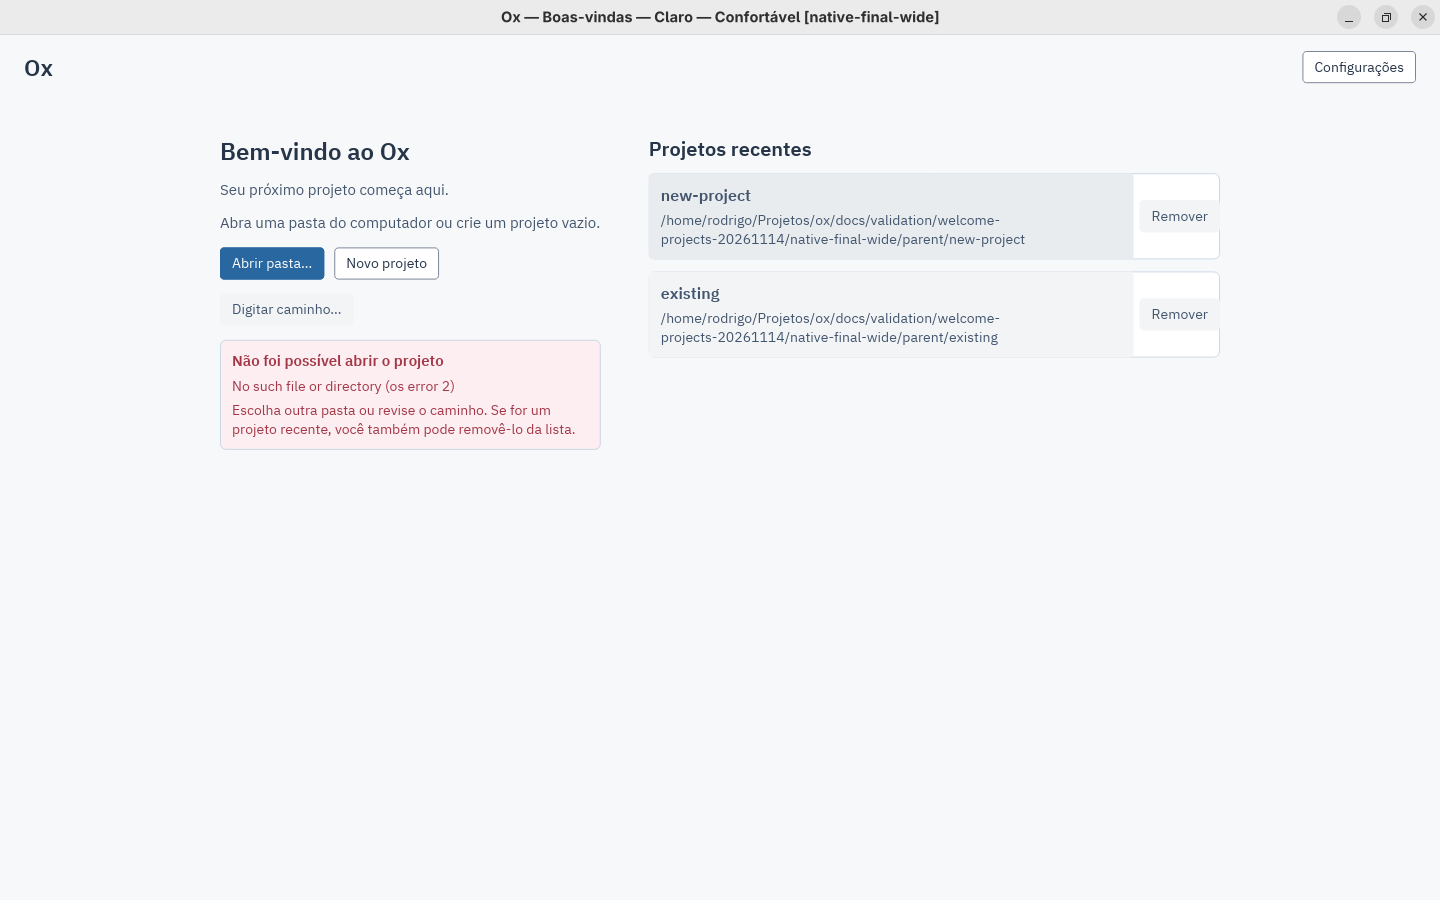 Ox — Boas-vindas — Claro — Confortável [native-final-wide]
Ox
Configurações
Bem-vindo ao Ox
Seu próximo projeto começa aqui.
Abra uma pasta do computador ou crie um projeto vazio.
Abrir pasta...
Novo projeto
Digitar caminho...
Não foi possível abrir o projeto
No such file or directory (os error 2)
Escolha outra pasta ou revise o caminho. Se for um
projeto recente, você também pode removê-lo da lista.
Projetos recentes
new-project
/home/rodrigo/Projetos/ox/docs/validation/welcome-
projects-20261114/native-final-wide/parent/new-project
Remover
existing
/home/rodrigo/Projetos/ox/docs/validation/welcome-
projects-20261114/native-final-wide/parent/existing
Remover